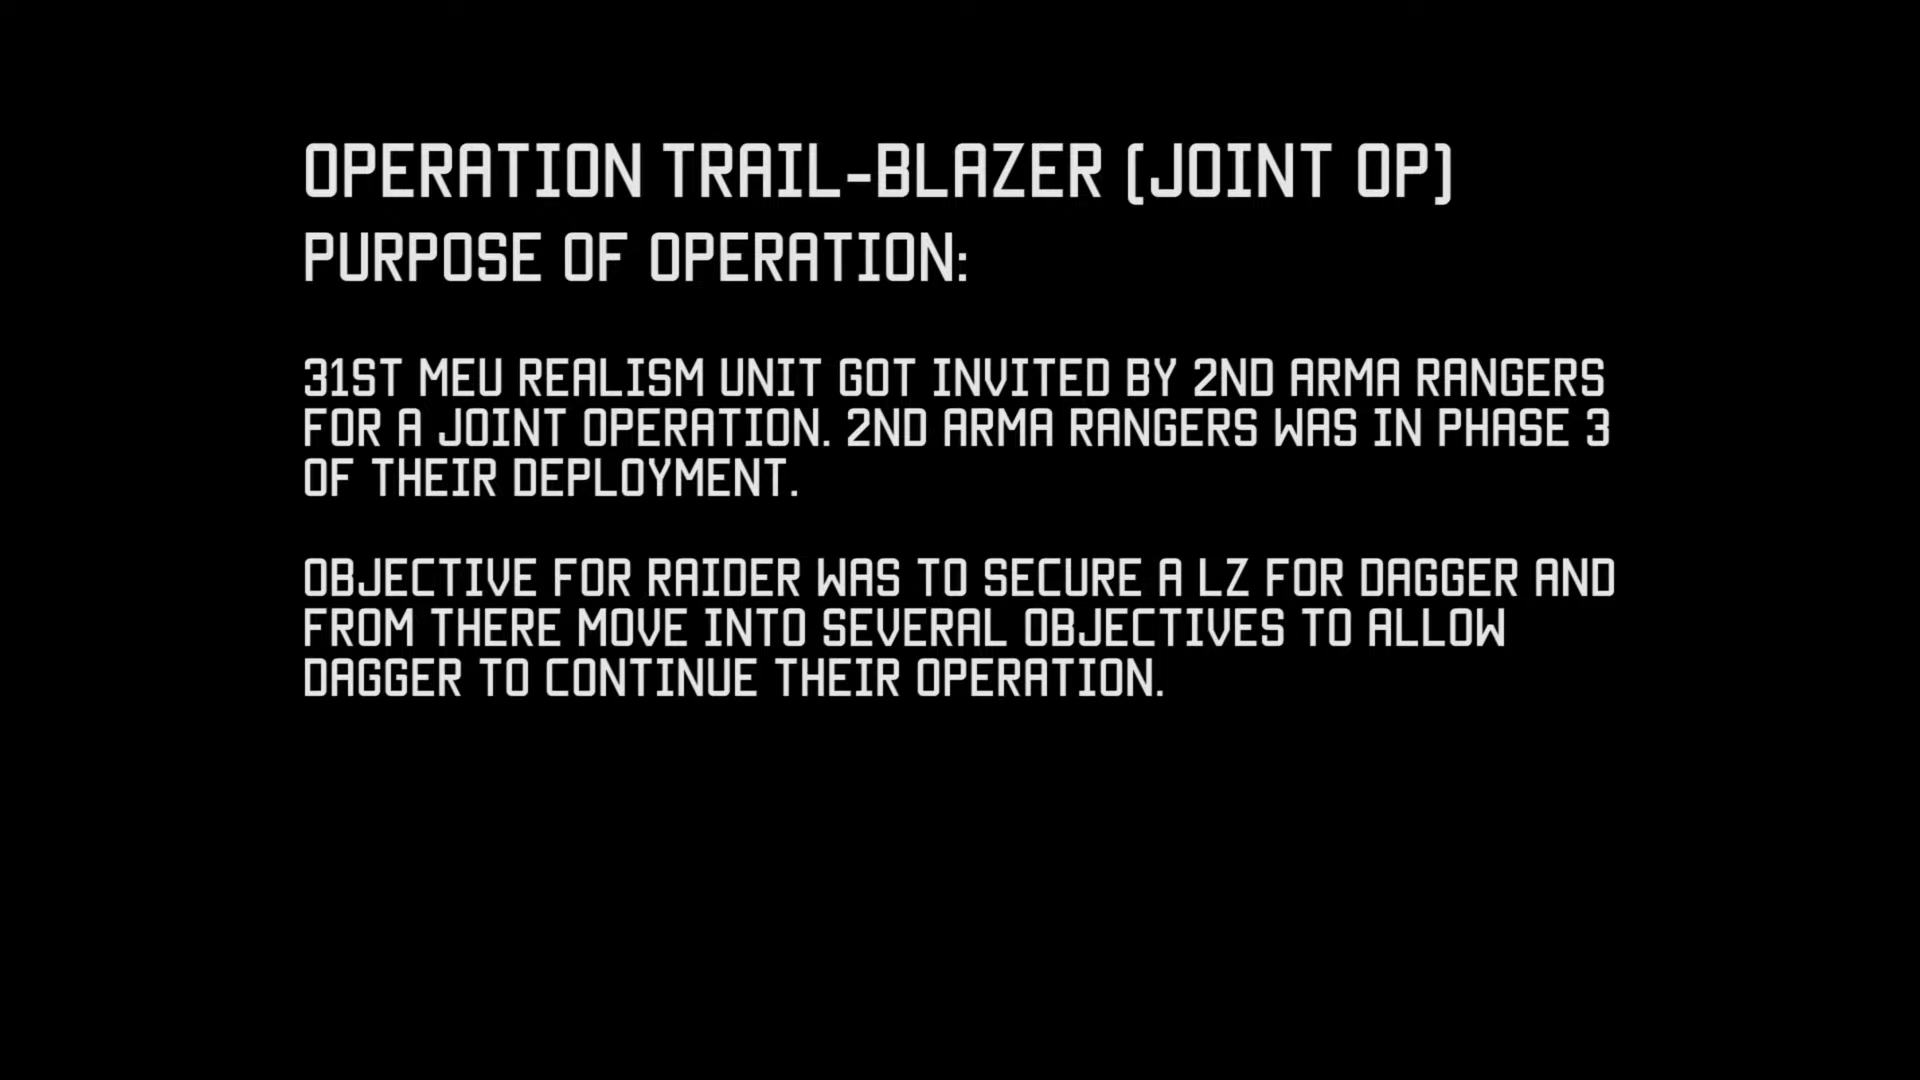 OPERATION TRAIL-BLAZER (JOINT OP)
PURPOSE OF OPERATION:
31ST MEU REALISM UNIT GOT INVITED BY 2ND ARMA RANGERS
FOR A JOINT OPERATION. 2ND ARMA RANGERS WAS IN PHASE 3
OF THEIR DEPLOYMENT.
OBJECTIVE FOR RAIDER WAS TO SECURE A LZ FOR DAGGER AND
FROM THERE MOVE INTO SEVERAL OBJECTIVES TO ALLOW
DAGGER TO CONTINUE THEIR OPERATION.